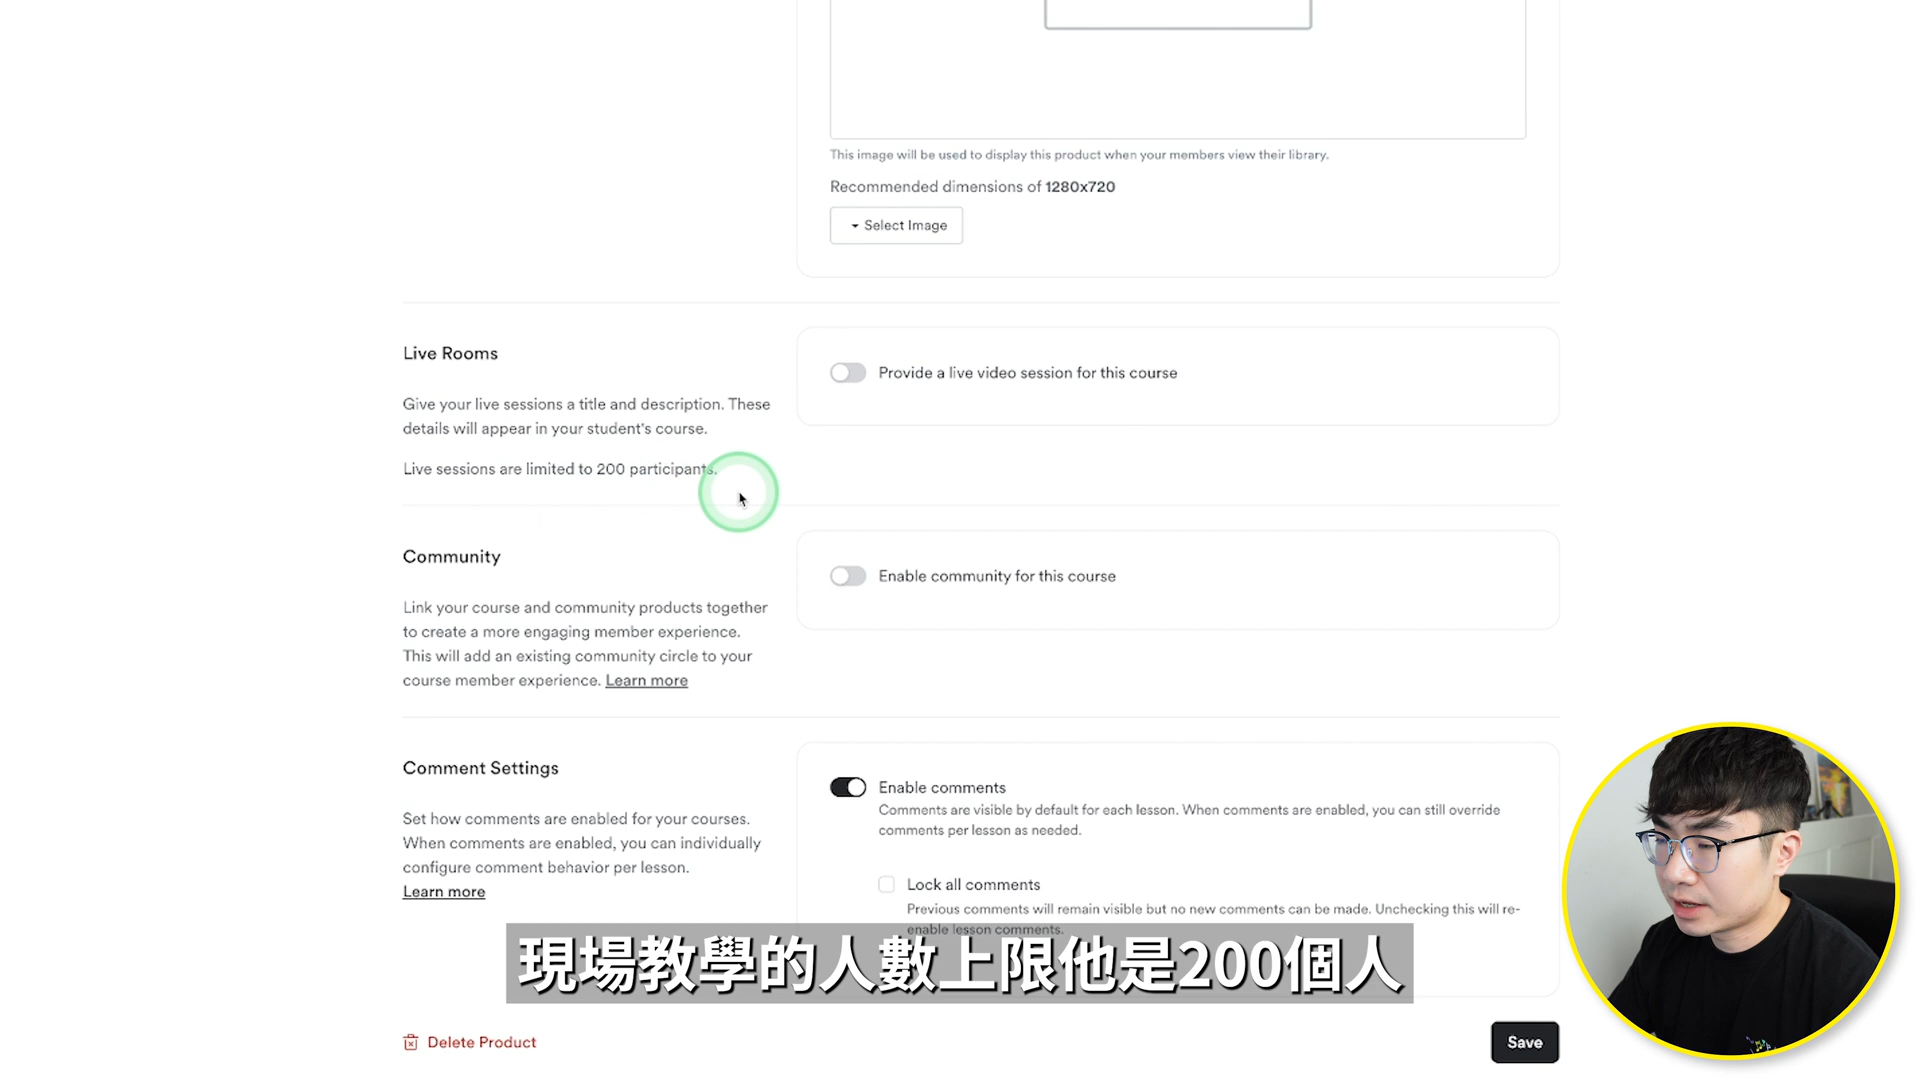 This image will be used to display this product when your members view their library.
Recommended dimensions of 1280x720
Select Image
Live Rooms
Give your live sessions a title and description. These
details will appear in your student's course.
Live sessions are limited to 200 participants.
Provide a live video session for this course
Community
Link your course and community products together
to create a more engaging member experience.
This will add an existing community circle to your
course member experience. Learn more
Enable community for this course
Comment Settings
Set how comments are enabled for your courses.
When comments are enabled, you can individually
configure comment behavior per lesson.
Learn more
Enable comments
Comments are visible by default for each lesson. When comments are enabled, you can still override
comments per lesson as needed.
Lock all comments
Previous comments will remain visible but no new comments can be made. Unchecking this will re-
enable lesson comments.
現場教學的人數上限他是200個人
Delete Product
Save